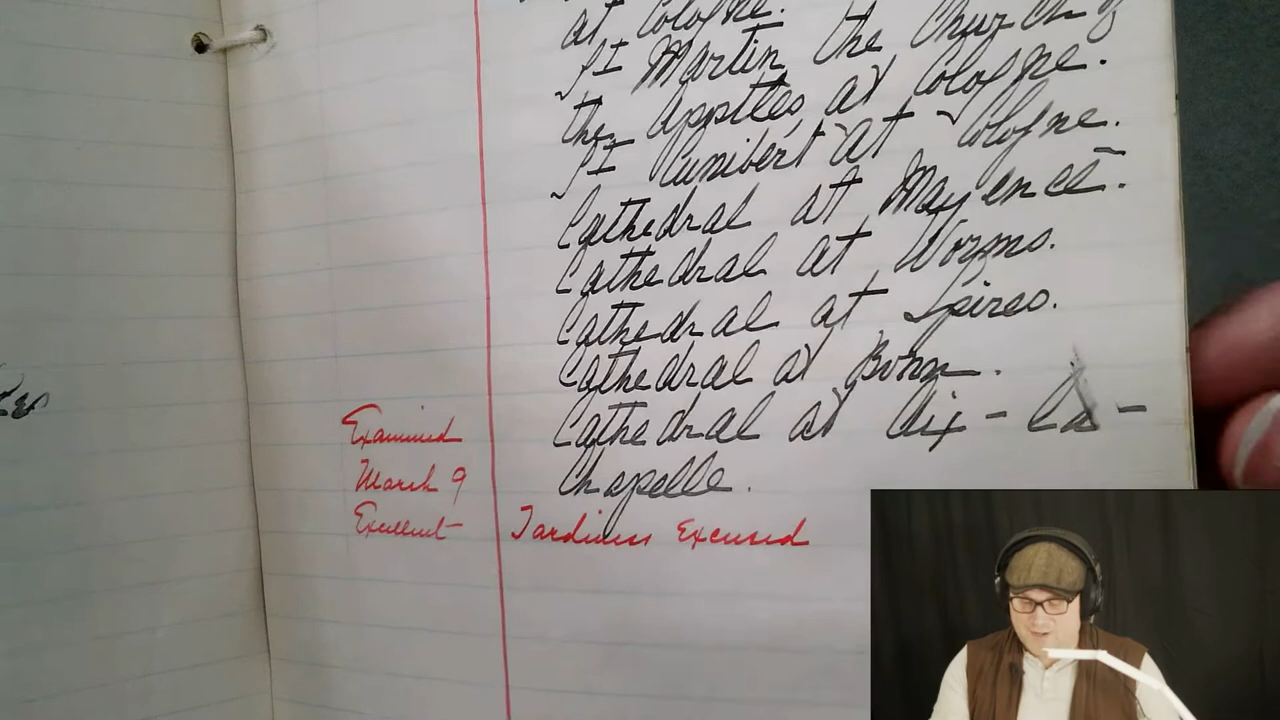 at Cologne.
St Martin the Church of
the Apostles at Cologne.
St Cunibert at Cologne.
Cathedral at Mayence.
Cathedral at Worms.
Cathedral at Spires.
Cathedral at Bonn.
Cathedral at Aix-La-
Chapelle.
Examined
March 9
Excellent
Tardiness Excused